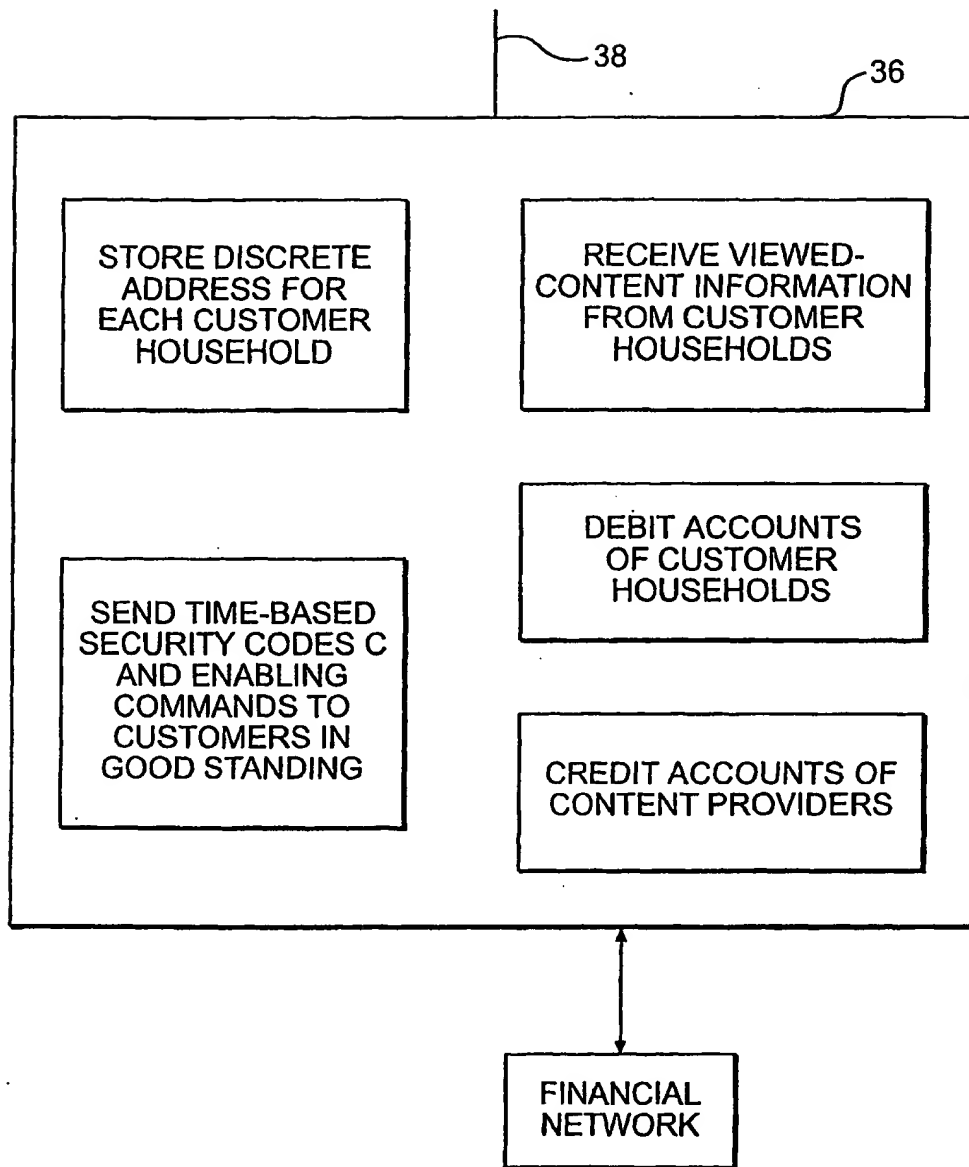 38
36
STORE DISCRETE
ADDRESS FOR
EACH CUSTOMER
HOUSEHOLD
RECEIVE VIEWED-
CONTENT INFORMATION
FROM CUSTOMER
HOUSEHOLDS
SEND TIME-BASED
SECURITY CODES C
AND ENABLING
COMMANDS TO
CUSTOMERS IN
GOOD STANDING
DEBIT ACCOUNTS
OF CUSTOMER
HOUSEHOLDS
CREDIT ACCOUNTS OF
CONTENT PROVIDERS
FINANCIAL
NETWORK